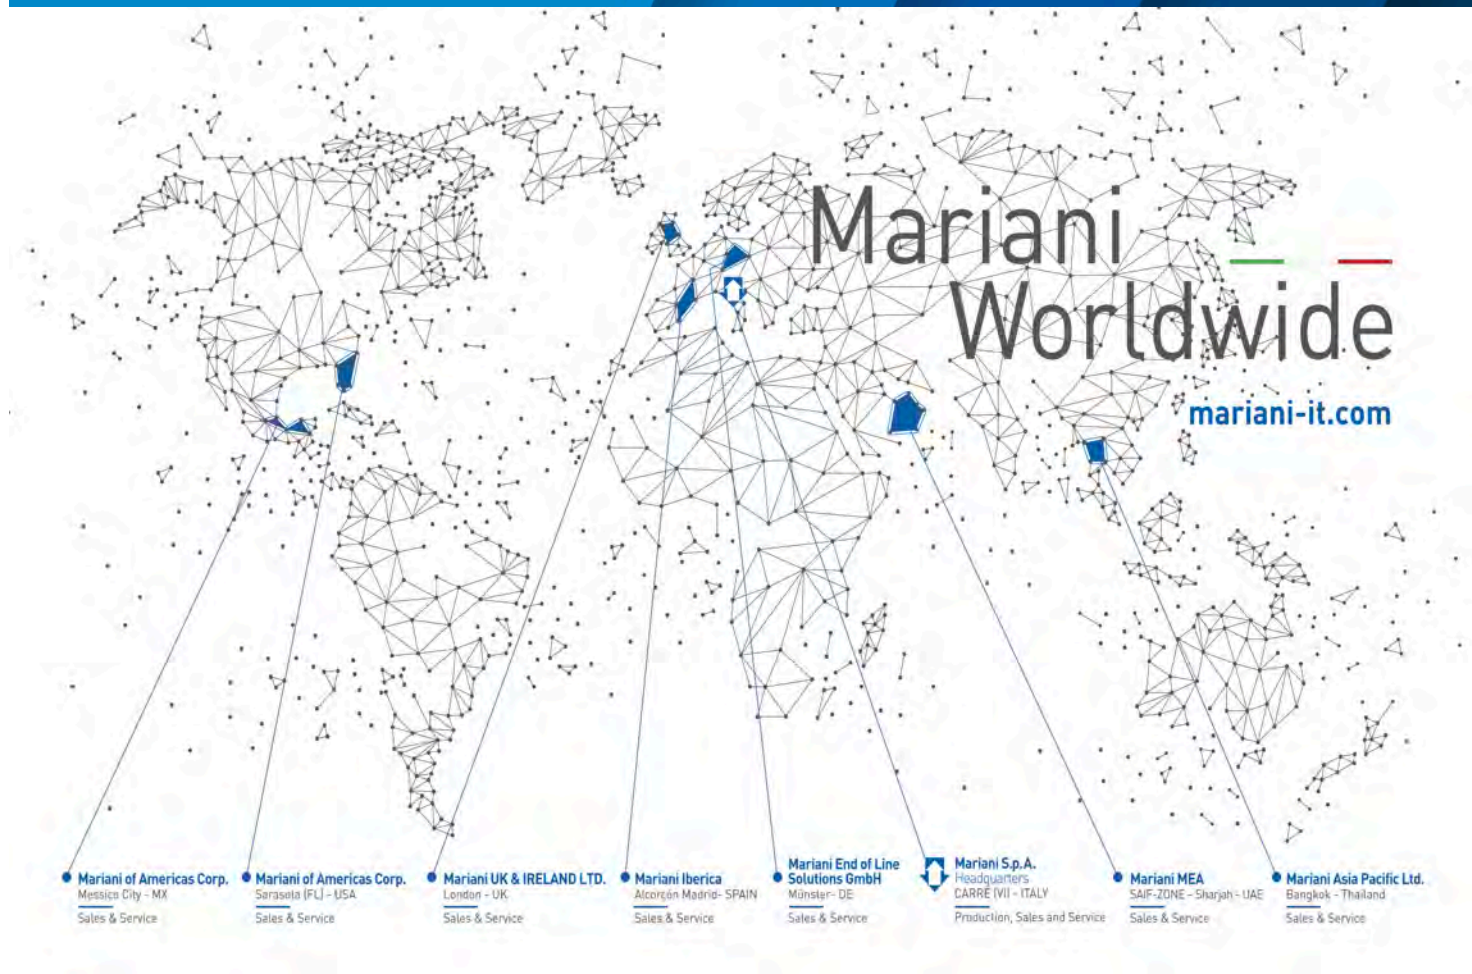 Mariani
Worldwide
mariani-it.com
Mariani of Americas Corp.
Messico City - MX
Sales & Service
Mariani of Americas Corp.
Sarasota (FL) - USA
Sales & Service
Mariani UK & IRELAND LTD.
London - UK
Sales & Service
Mariani Iberica
Alcorcón Madrid- SPAIN
Sales & Service
Mariani End of Line
Solutions GmbH
Münster- DE
Sales & Service
Mariani S.p.A.
Headquarters
CARRÈ (VI) - ITALY
Production, Sales and Service
Mariani MEA
SAIF-ZONE - Sharjah - UAE
Sales & Service
Mariani Asia Pacific Ltd.
Bangkok - Thailand
Sales & Service